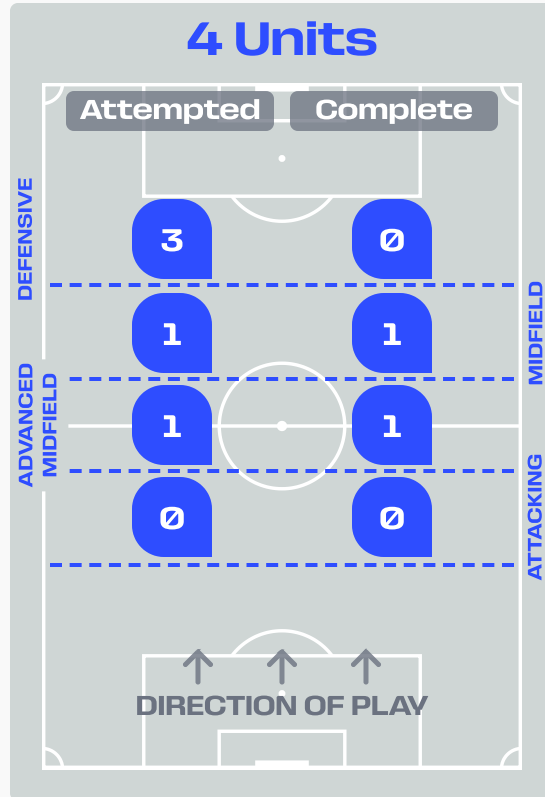 4 Units
Attempted Complete
DEFENSIVE
3 0
MIDFIELD
1 1
ADVANCED
MIDFIELD
1 1
ATTACKING
0 0
DIRECTION OF PLAY